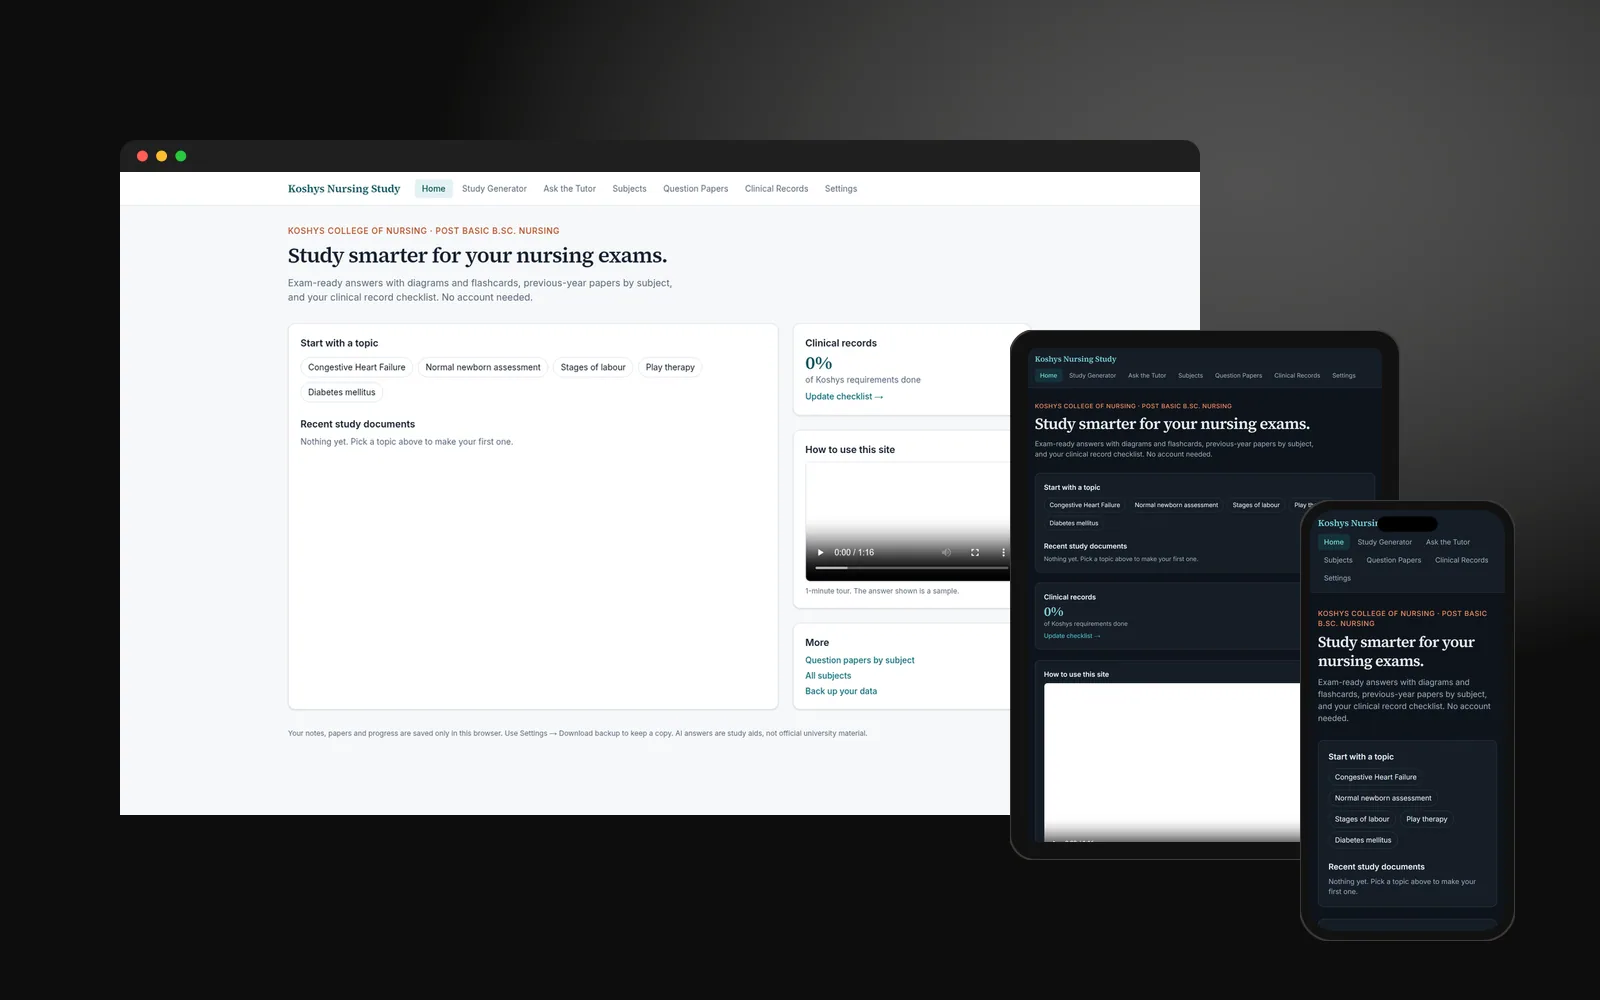 Koshys Nursing Study Home Study Generator Ask the Tutor Subjects Question Papers Clinical Records Settings
KOSHYS COLLEGE OF NURSING · POST BASIC B.SC. NURSING
Study smarter for your nursing exams.
Exam-ready answers with diagrams and flashcards, previous-year papers by subject,
and your clinical record checklist. No account needed.
Start with a topic
Congestive Heart Failure Normal newborn assessment Stages of labour Play therapy
Diabetes mellitus
Recent study documents
Nothing yet. Pick a topic above to make your first one.
Clinical records
0%
of Koshys requirements done
Update checklist →
How to use this site
0:00 / 1:16
1-minute tour. The answer shown is a sample.
More
Question papers by subject
All subjects
Back up your data
Your notes, papers and progress are saved only in this browser. Use Settings → Download backup to keep a copy. AI answers are study aids, not official university material.
Koshys Nursing Study
Home Study Generator Ask the Tutor Subjects Question Papers Clinical Records Settings
KOSHYS COLLEGE OF NURSING · POST BASIC B.SC. NURSING
Study smarter for your nursing exams.
Exam-ready answers with diagrams and flashcards, previous-year papers by subject,
and your clinical record checklist. No account needed.
Start with a topic
Congestive Heart Failure Normal newborn assessment Stages of labour Play
Diabetes mellitus
Recent study documents
Nothing yet. Pick a topic above to make your first one.
Clinical records
0%
of Koshys requirements done
Update checklist →
How to use this site
Koshys
Home Study Generator Ask the Tutor
Subjects Question Papers Clinical Records
Settings
KOSHYS COLLEGE OF NURSING · POST BASIC
B.SC. NURSING
Study smarter for your
nursing exams.
Exam-ready answers with diagrams and
flashcards, previous-year papers by subject,
and your clinical record checklist. No account
needed.
Start with a topic
Congestive Heart Failure
Normal newborn assessment
Stages of labour Play therapy
Diabetes mellitus
Recent study documents
Nothing yet. Pick a topic above to make your
first one.